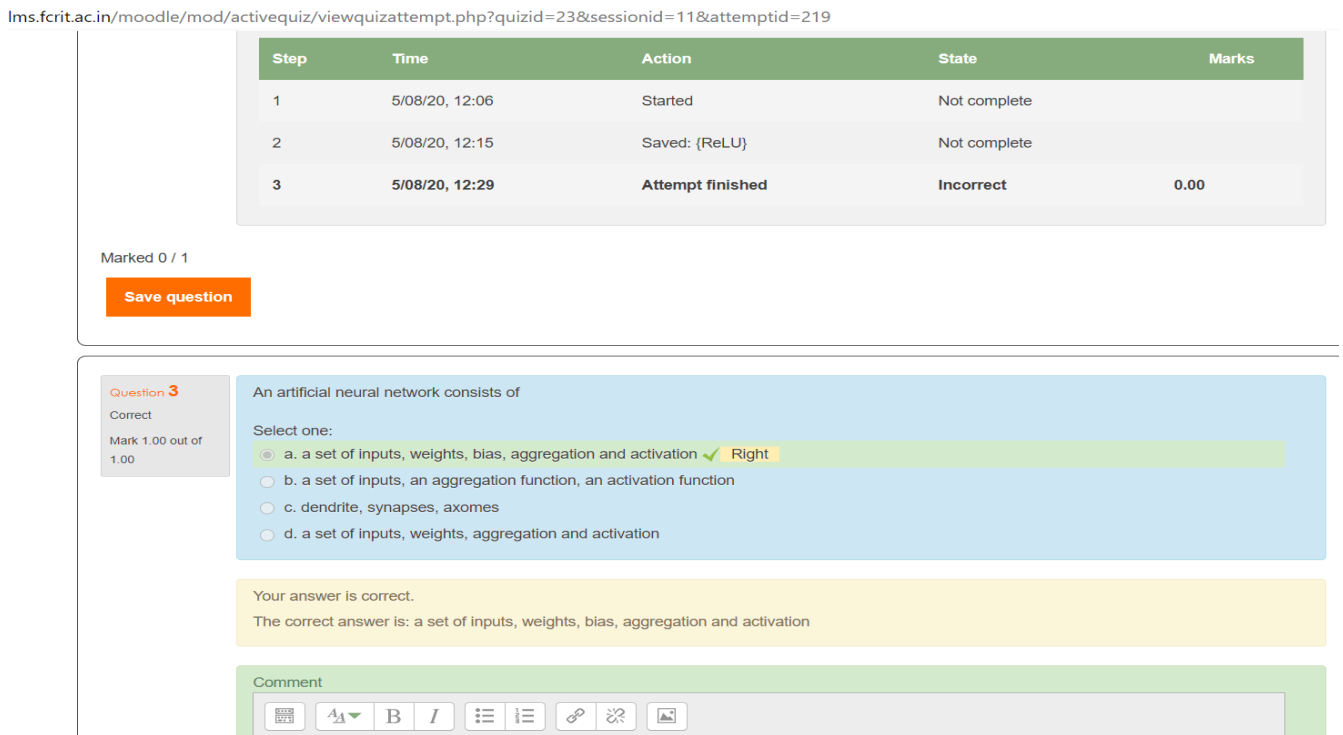 lms.fcrit.ac.in/moodle/mod/activequiz/viewquizattempt.php?quizid=23&sessionid=11&attemptid=219
Step Time Action State Marks
1 5/08/20, 12:06 Started Not complete
2 5/08/20, 12:15 Saved: {ReLU} Not complete
3 5/08/20, 12:29 Attempt finished Incorrect 0.00
Marked 0 / 1
Save question
Question 3
Correct
Mark 1.00 out of
1.00
An artificial neural network consists of
Select one:
a. a set of inputs, weights, bias, aggregation and activation Right
b. a set of inputs, an aggregation function, an activation function
c. dendrite, synapses, axomes
d. a set of inputs, weights, aggregation and activation
Your answer is correct.
The correct answer is: a set of inputs, weights, bias, aggregation and activation
Comment
B I